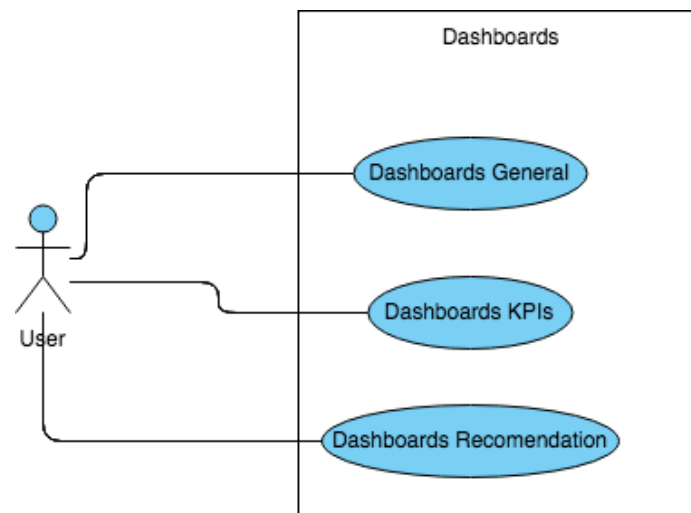 Dashboards
Dashboards General
Dashboards KPIs
User
Dashboards Recomendation